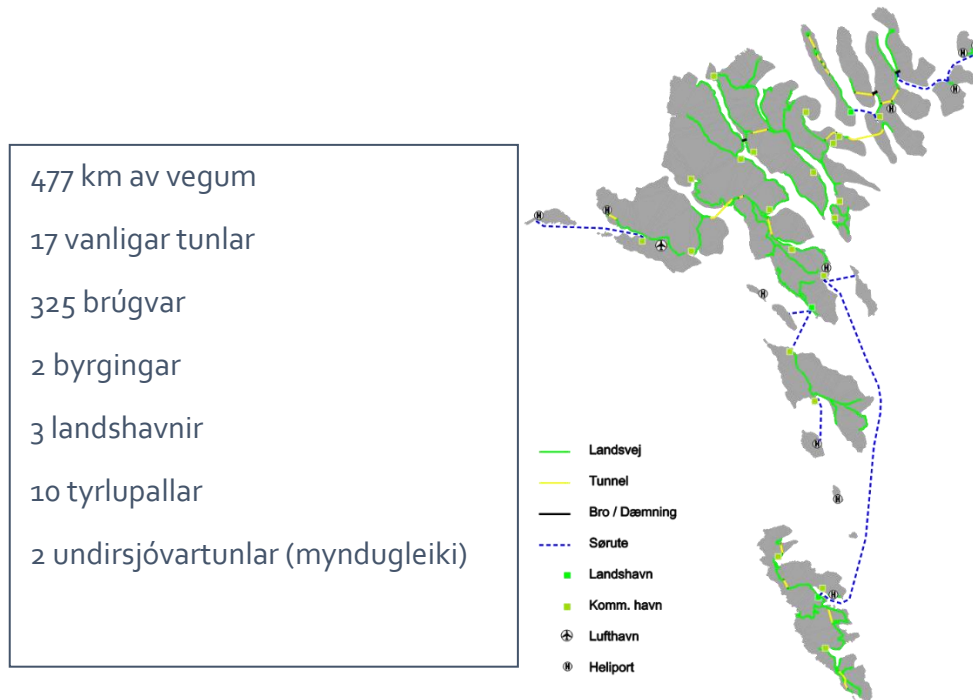 477 km av vegum
17 vanligar tunlar
325 brúgvar
2 byrgingar
3 landshavnir
10 tyrlupallar
2 undirsjóvartunlar (myndugleiki)
Landsvej
Tunnel
Bro / Dæmning
Sørute
Landshavn
Komm. havn
Lufthavn
Heliport